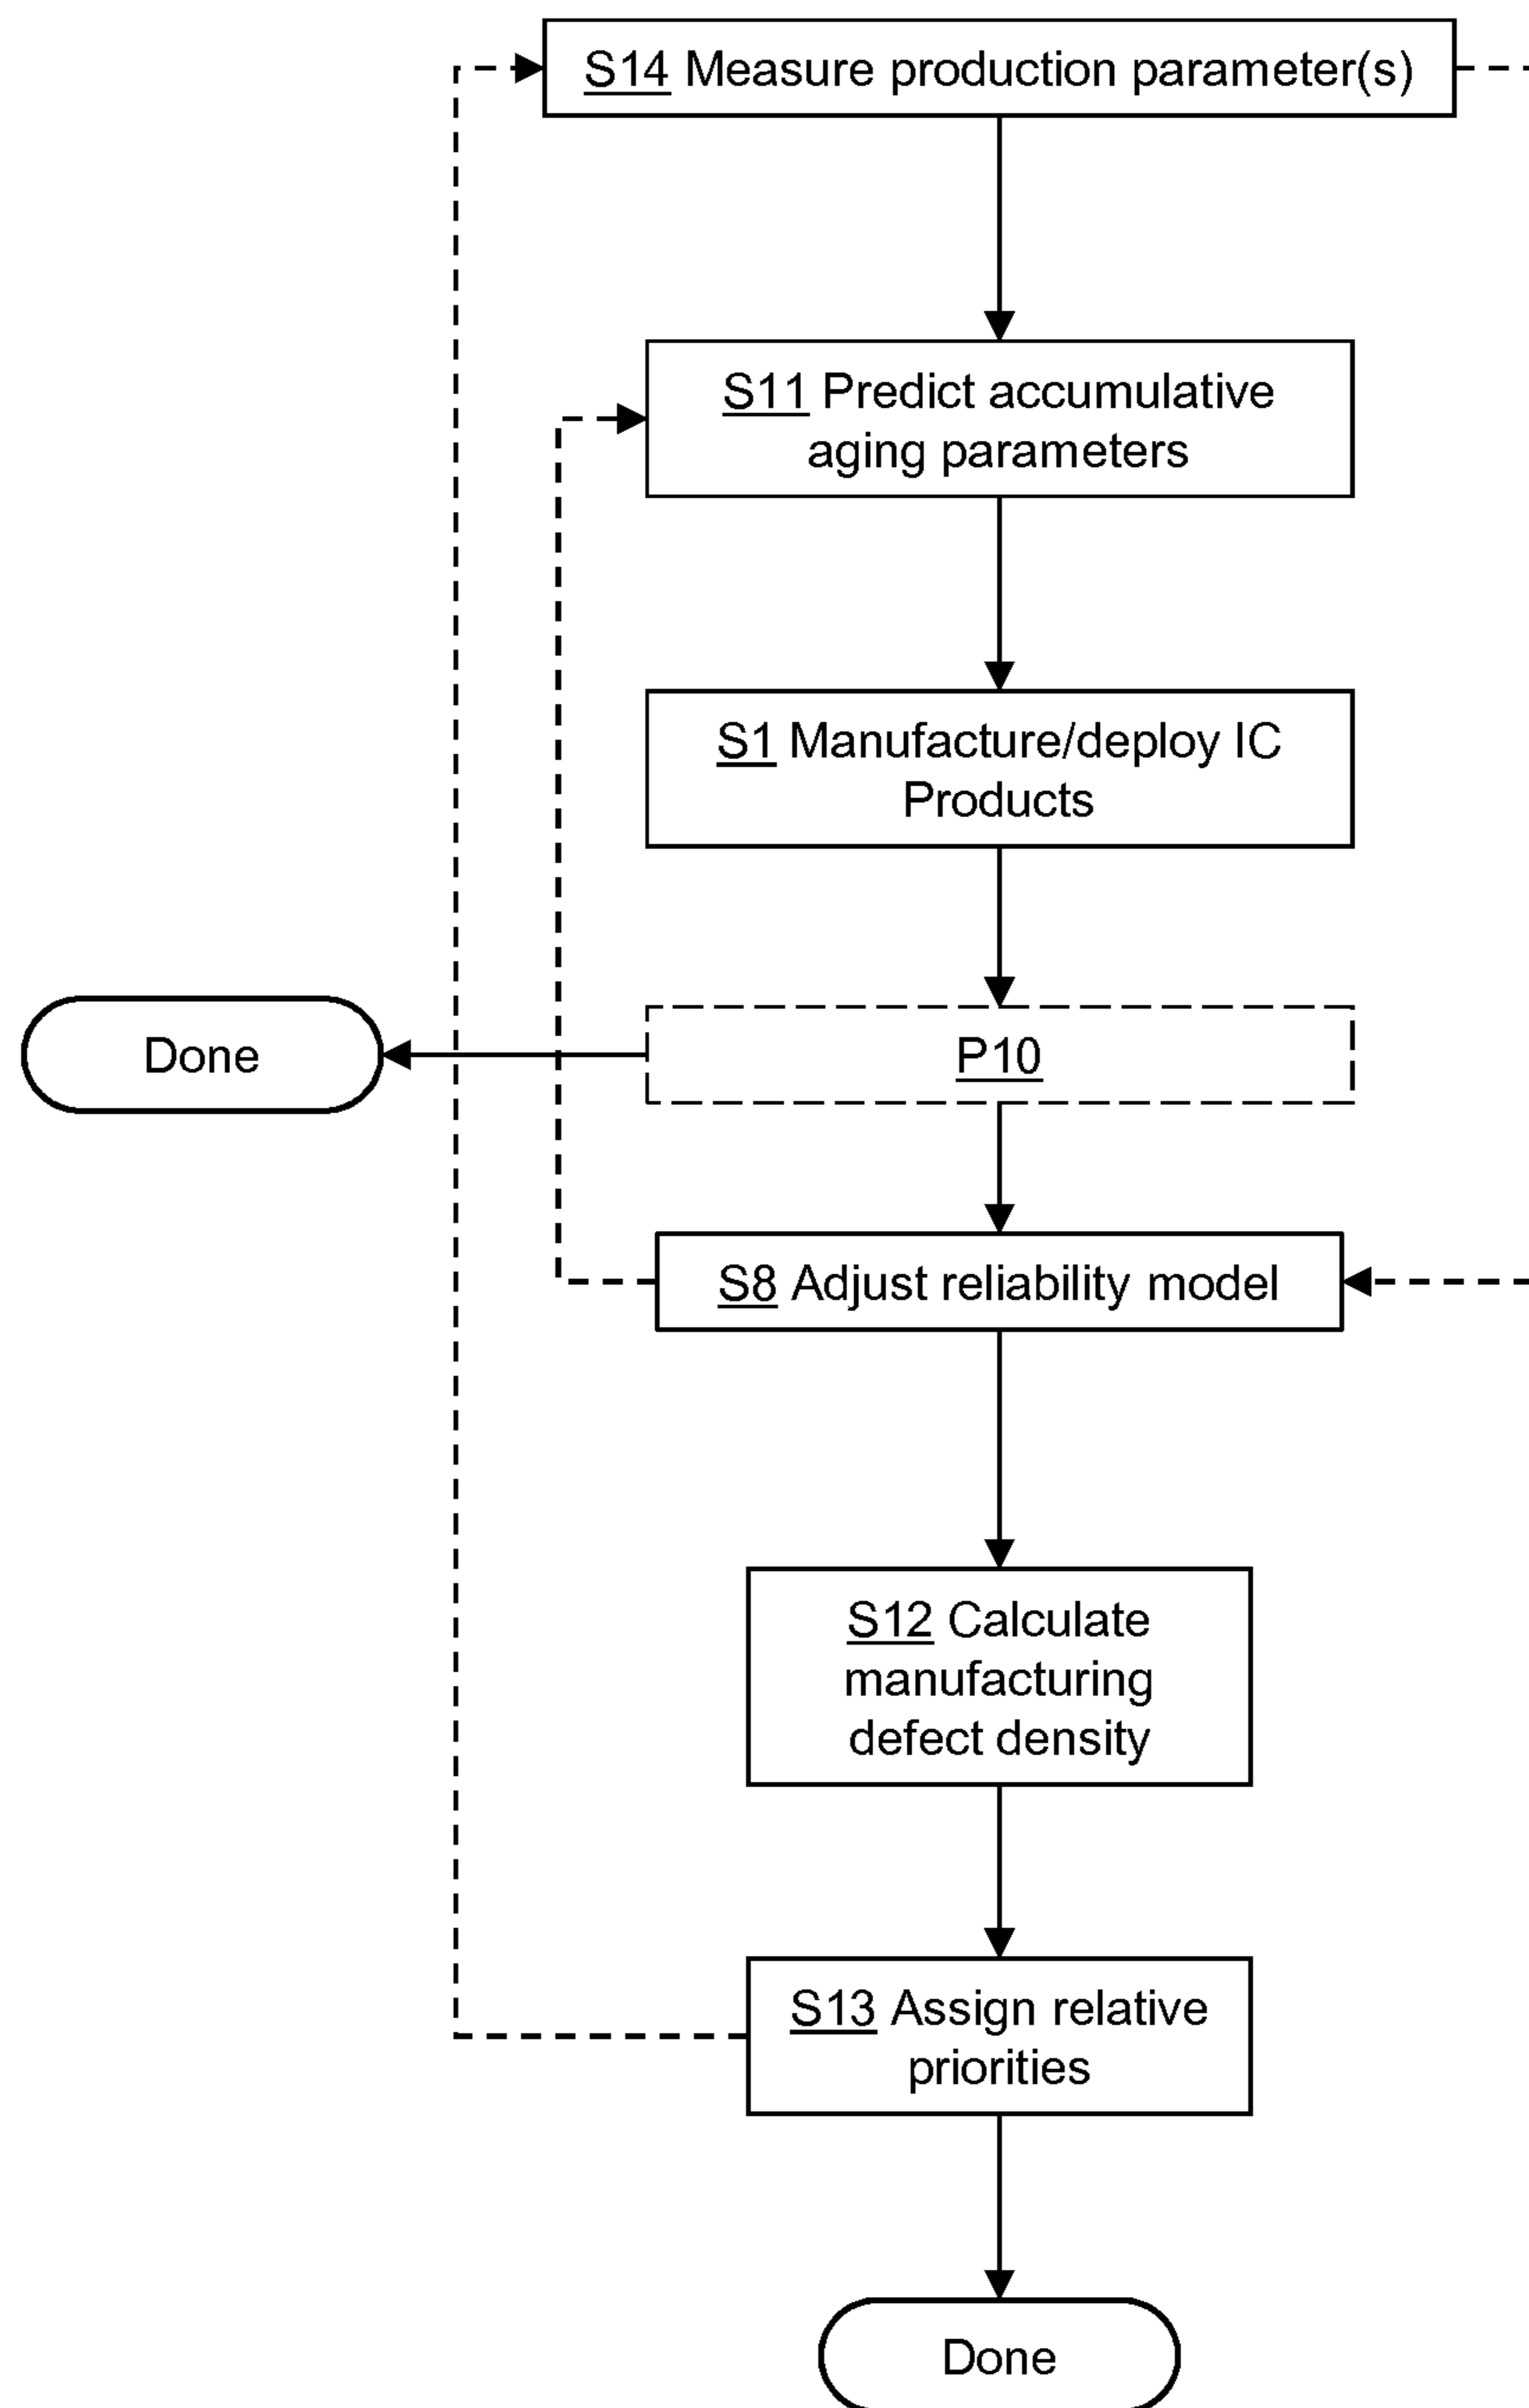 S14 Measure production parameter(s)
S11 Predict accumulative
aging parameters
S1 Manufacture/deploy IC
Products
Done
P10
S8 Adjust reliability model
S12 Calculate
manufacturing
defect density
S13 Assign relative
priorities
Done